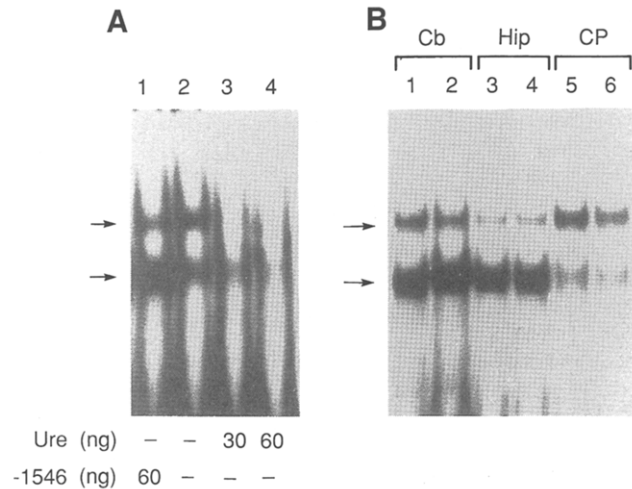 A
1 2 3 4
Ure (ng) – – 30 60
-1546 (ng) 60 – – –
B
Cb Hip CP
1 2 3 4 5 6